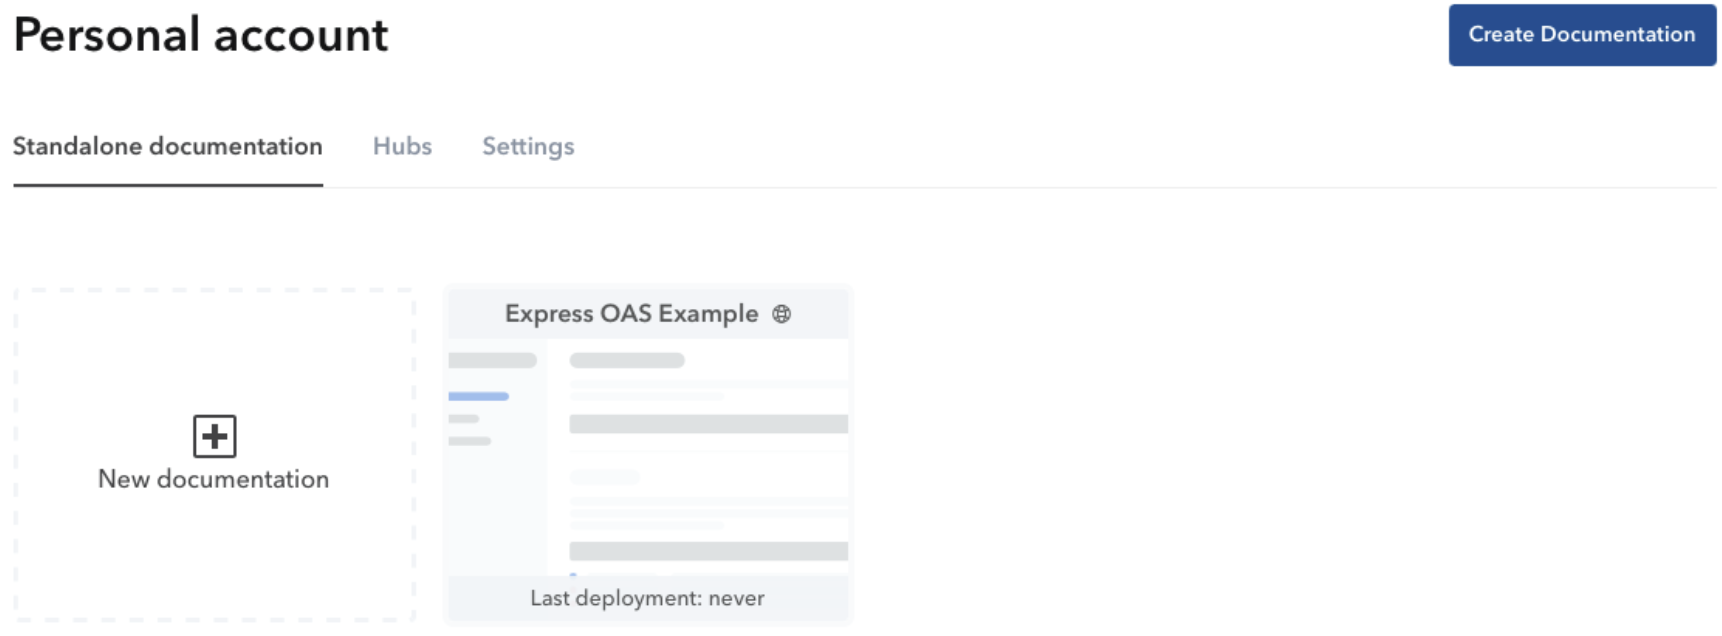 Personal account
Create Documentation
Standalone documentation
Hubs
Settings
New documentation
Express OAS Example
Last deployment: never